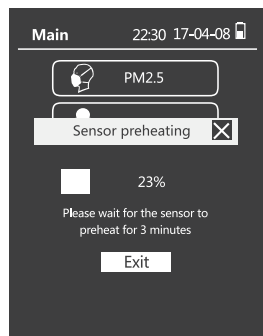 Main 22:30 17-04-08
PM2.5
Sensor preheating
23%
Please wait for the sensor to
preheat for 3 minutes
Exit